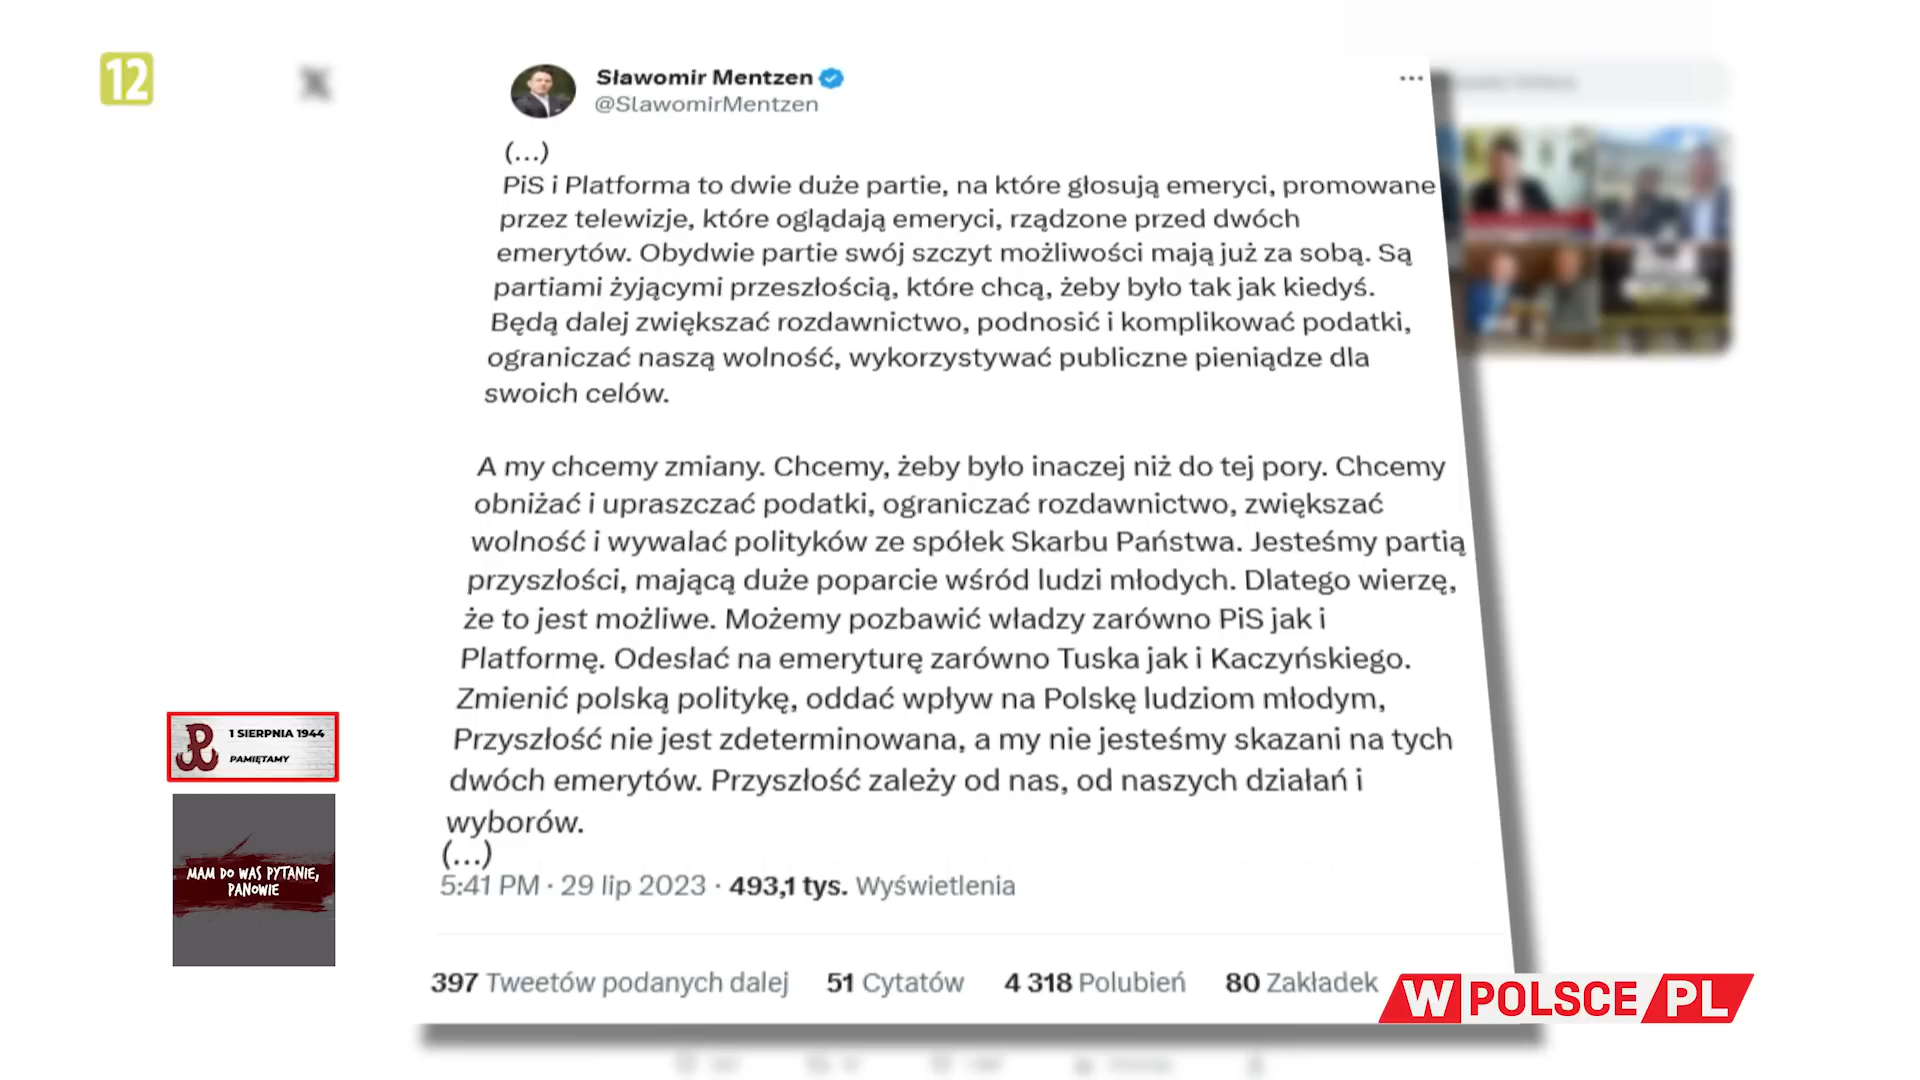 12
X
Sławomir Mentzen
@SlawomirMentzen
(...)
PiS i Platforma to dwie duże partie, na które głosują emeryci, promowane
przez telewizje, które oglądają emeryci, rządzone przed dwóch
emerytów. Obydwie partie swój szczyt możliwości mają już za sobą. Są
partiami żyjącymi przeszłością, które chcą, żeby było tak jak kiedyś.
Będą dalej zwiększać rozdawnictwo, podnosić i komplikować podatki,
ograniczać naszą wolność, wykorzystywać publiczne pieniądze dla
swoich celów.
A my chcemy zmiany. Chcemy, żeby było inaczej niż do tej pory. Chcemy
obniżać i upraszczać podatki, ograniczać rozdawnictwo, zwiększać
wolność i wywalać polityków ze spółek Skarbu Państwa. Jesteśmy partią
przyszłości, mającą duże poparcie wśród ludzi młodych. Dlatego wierzę,
że to jest możliwe. Możemy pozbawić władzy zarówno PiS jak i
Platformę. Odesłać na emeryturę zarówno Tuska jak i Kaczyńskiego.
Zmienić polską politykę, oddać wpływ na Polskę ludziom młodym,
Przyszłość nie jest zdeterminowana, a my nie jesteśmy skazani na tych
dwóch emerytów. Przyszłość zależy od nas, od naszych działań i
wyborów.
(...)
5:41 PM · 29 lip 2023 · 493,1 tys. Wyświetlenia
397 Tweetów podanych dalej 51 Cytatów 4 318 Polubień 80 Zakładek
1 SIERPNIA 1944
PAMIĘTAMY
MAM DO WAS PYTANIE,
PANOWIE
W POLSCE PL